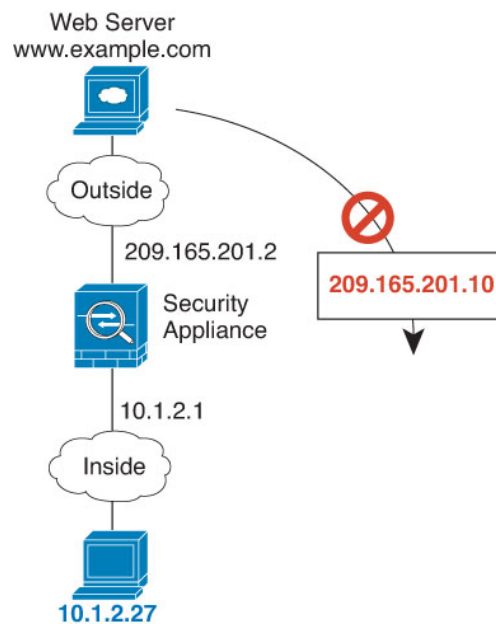 Web Server
www.example.com
Outside
209.165.201.2
209.165.201.10
Security
Appliance
10.1.2.1
Inside
10.1.2.27